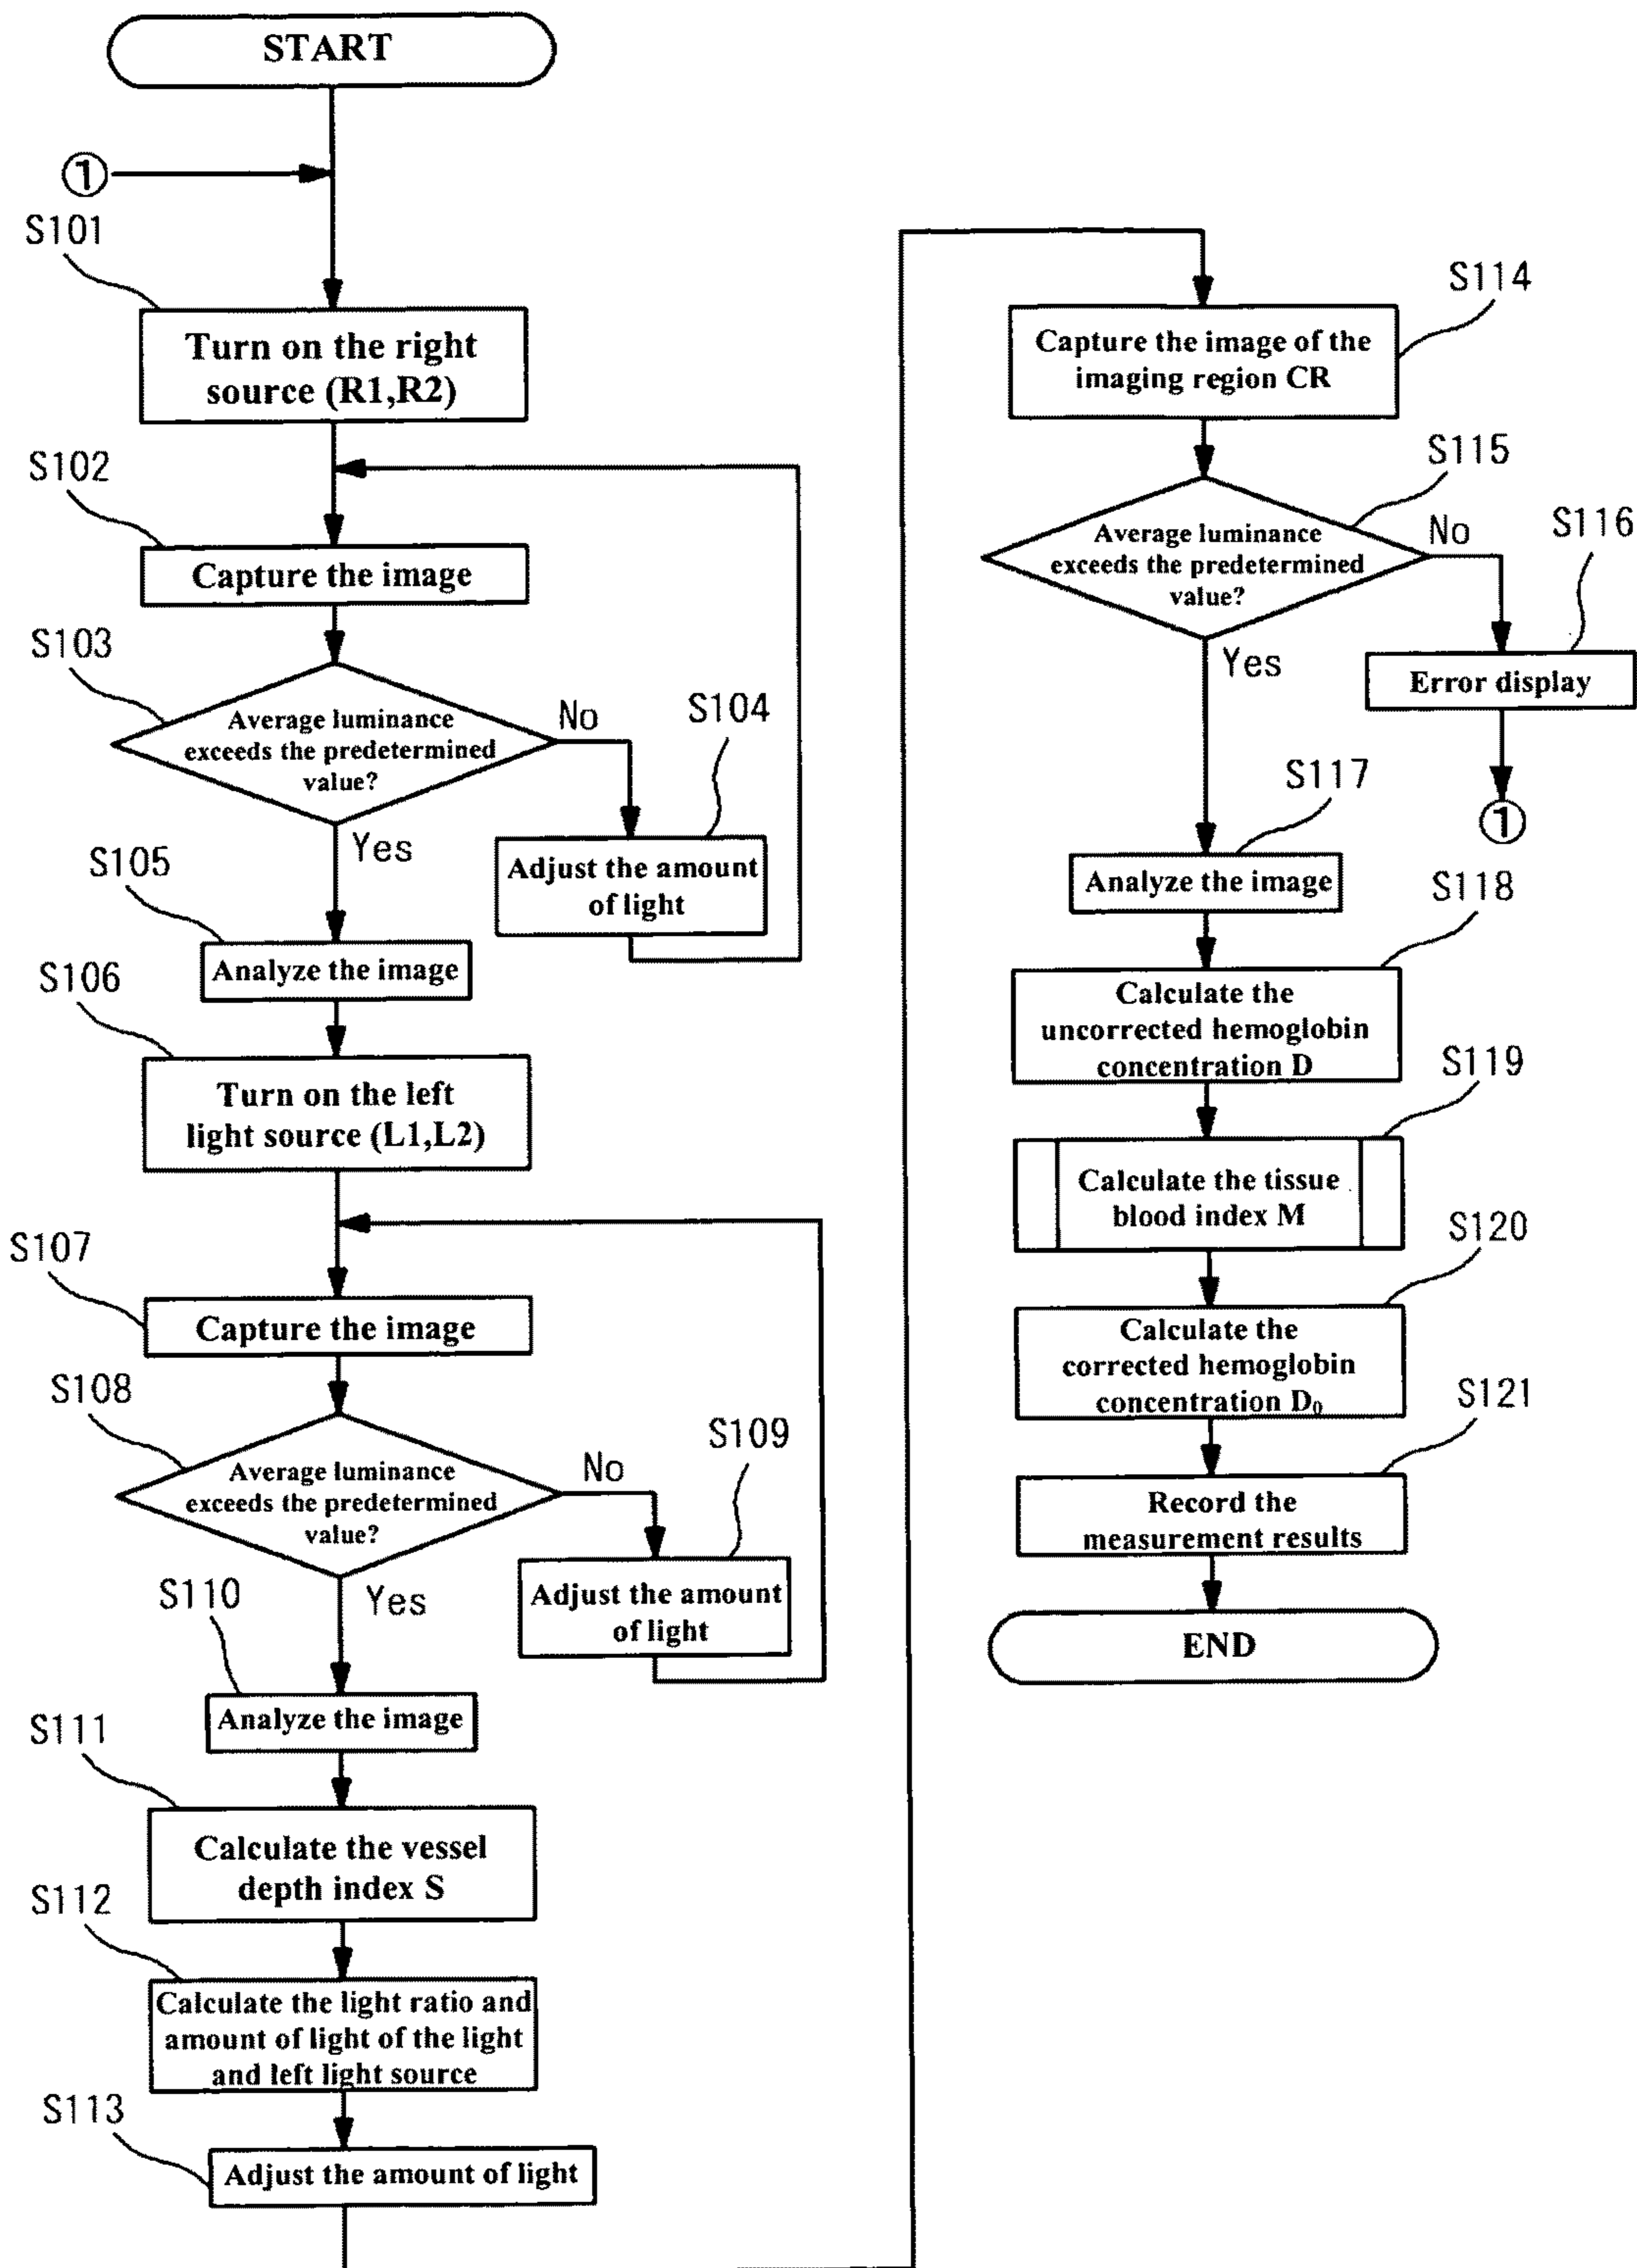 START
①
S101
Turn on the right
source (R1,R2)
S102
Capture the image
S103
Average luminance
exceeds the predetermined
value?
No
Yes
S104
Adjust the amount
of light
S105
Analyze the image
S106
Turn on the left
light source (L1,L2)
S107
Capture the image
S108
Average luminance
exceeds the predetermined
value?
No
Yes
S109
Adjust the amount
of light
S110
Analyze the image
S111
Calculate the vessel
depth index S
S112
Calculate the light ratio and
amount of light of the light
and left light source
S113
Adjust the amount of light
S114
Capture the image of the
imaging region CR
S115
Average luminance
exceeds the predetermined
value?
No
Yes
S116
Error display
①
S117
Analyze the image
S118
Calculate the
uncorrected hemoglobin
concentration D
S119
Calculate the tissue
blood index M
S120
Calculate the
corrected hemoglobin
concentration D₀
S121
Record the
measurement results
END